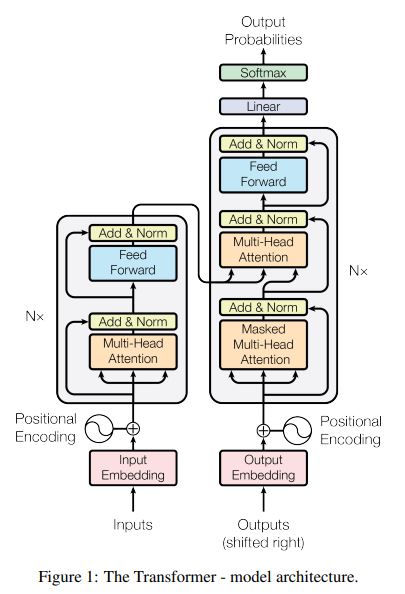 Output
Probabilities
Softmax
Linear
Add & Norm
Feed
Forward
Add & Norm
Multi-Head
Attention
Nx
Add & Norm
Masked
Multi-Head
Attention
Add & Norm
Feed
Forward
Nx
Add & Norm
Multi-Head
Attention
Positional
Encoding
Positional
Encoding
Input
Embedding
Output
Embedding
Inputs
Outputs
(shifted right)
Figure 1: The Transformer - model architecture.